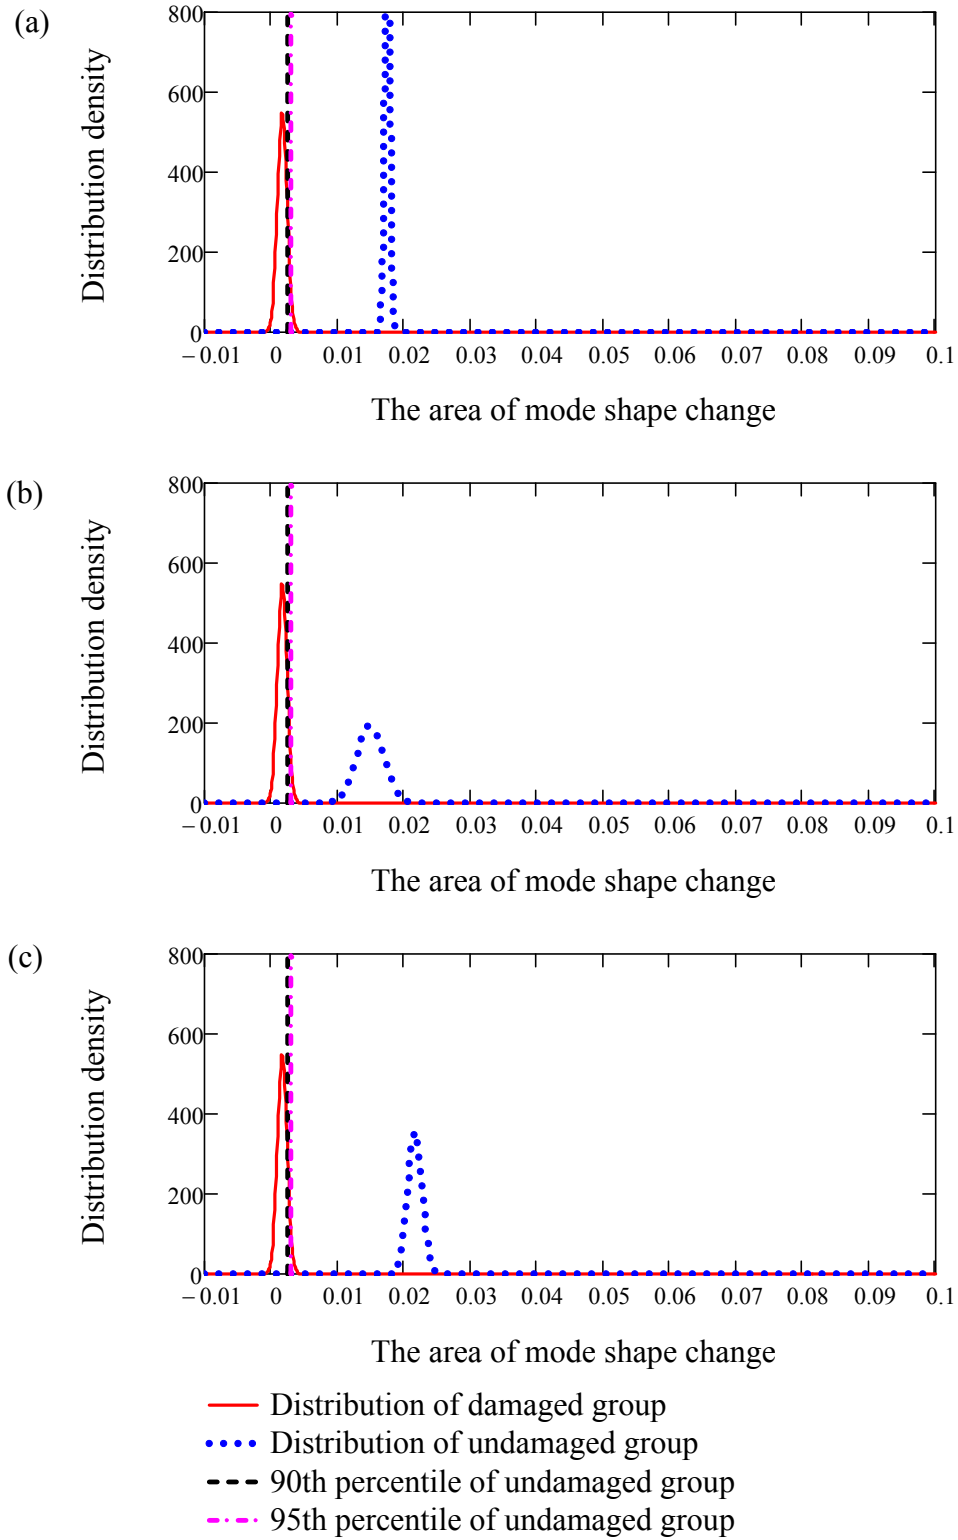 (a)
800
600
400
200
0
Distribution density
−0.01 0 0.01 0.02 0.03 0.04 0.05 0.06 0.07 0.08 0.09 0.1
The area of mode shape change
(b)
800
600
400
200
0
Distribution density
−0.01 0 0.01 0.02 0.03 0.04 0.05 0.06 0.07 0.08 0.09 0.1
The area of mode shape change
(c)
800
600
400
200
0
Distribution density
−0.01 0 0.01 0.02 0.03 0.04 0.05 0.06 0.07 0.08 0.09 0.1
The area of mode shape change
Distribution of damaged group
Distribution of undamaged group
90th percentile of undamaged group
95th percentile of undamaged group